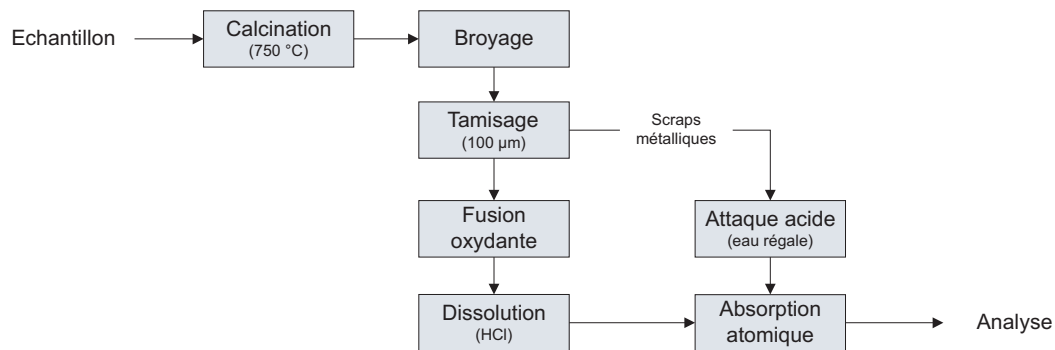 Echantillon
Calcination
(750 °C)
Broyage
Tamisage
(100 µm)
Scraps
métalliques
Fusion
oxydante
Attaque acide
(eau régale)
Dissolution
(HCl)
Absorption
atomique
Analyse